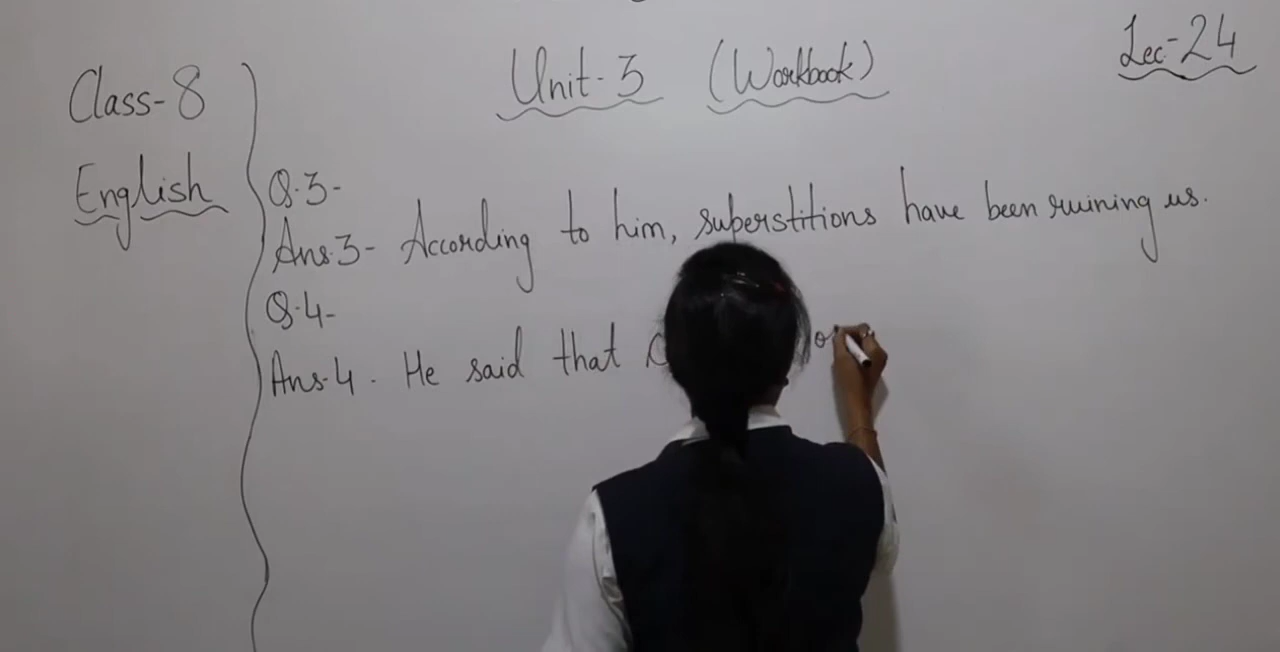 Lec-24
Unit-3 (Workbook)
Class-8
English
Q.3-
Ans.3- According to him, superstitions have been ruining us.
Q.4-
Ans.4. He said that